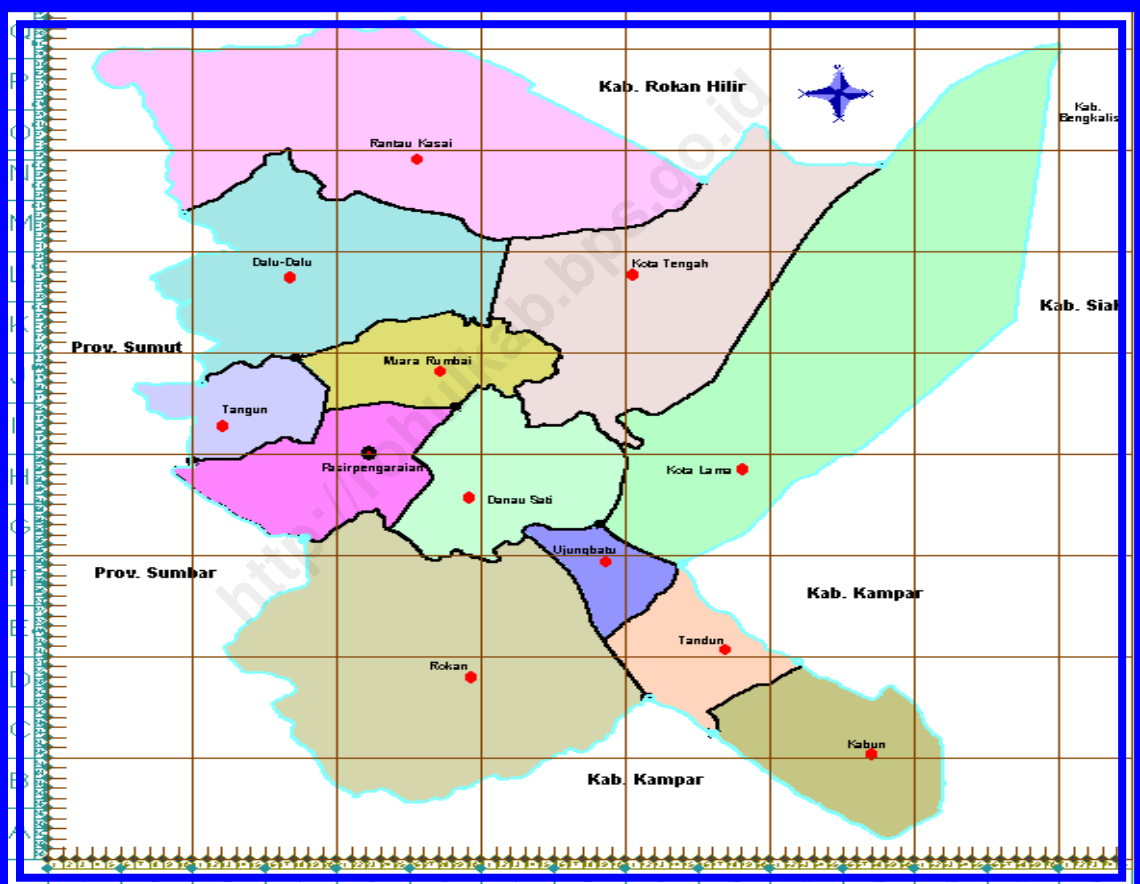 Q
P
Kab. Rokan Hilir
Kab.
Bengkalis
O
Rantau Kasai
N
M
Dalu-Dalu
Kota Tengah
L
Kab. Siak
K
Prov. Sumut
Muara Rumbai
J
Tangun
I
Pasirpengaraian
Kota Lama
H
Danau Sati
G
Ujungbatu
Prov. Sumbar
F
Kab. Kampar
E
Tandun
Rokan
D
C
Kabun
Kab. Kampar
B
A
http://rohulkab.bps.go.id